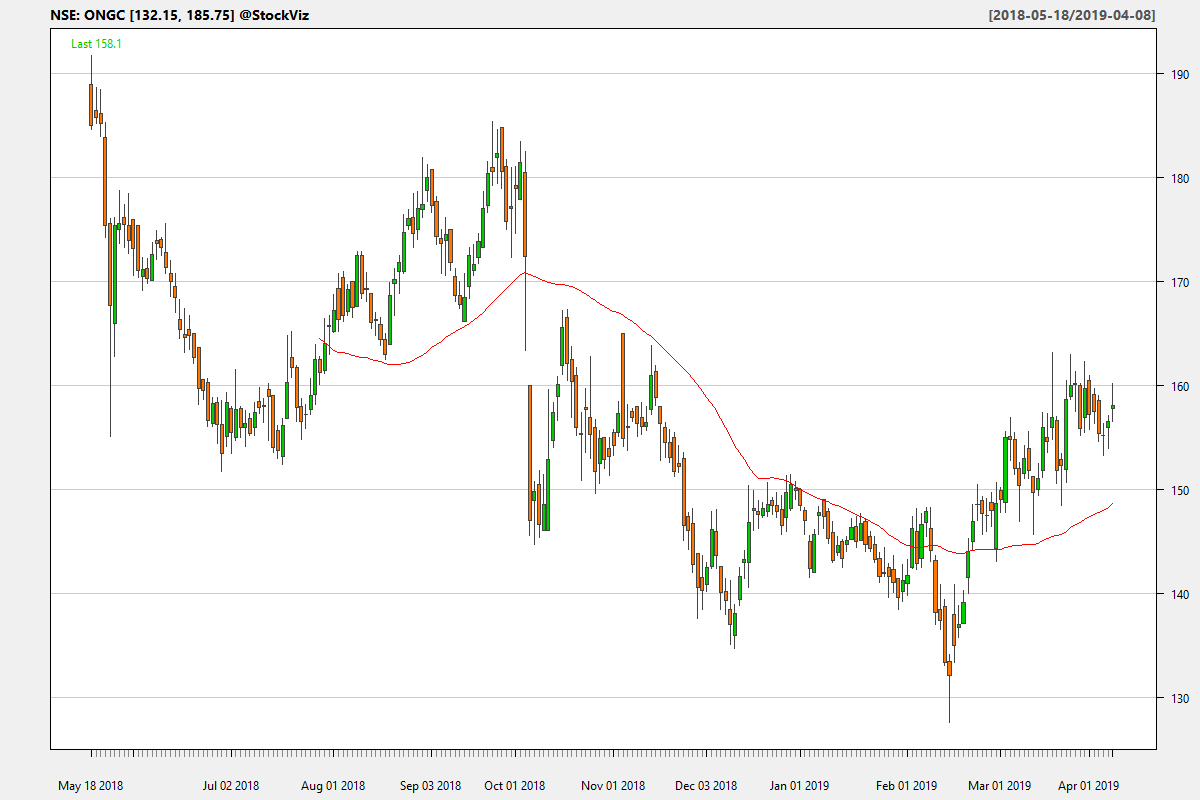 NSE: ONGC [132.15, 185.75] @StockViz [2018-05-18/2019-04-08]
Last 158.1
190
180
170
160
150
140
130
May 18 2018 Jul 02 2018 Aug 01 2018 Sep 03 2018 Oct 01 2018 Nov 01 2018 Dec 03 2018 Jan 01 2019 Feb 01 2019 Mar 01 2019 Apr 01 2019